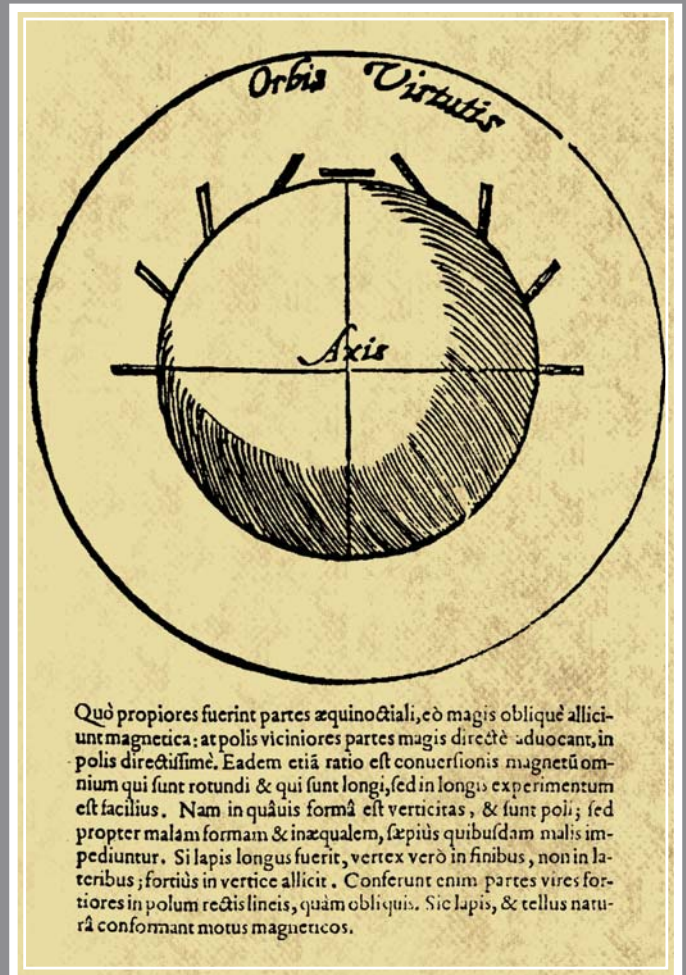 Orbis Virtutis
Axis
Quò propiores fuerint partes æquinoctiali, eò magis obliquè allici-
unt magnetica: at polis viciniores partes magis directè aduocant, in
polis directissimè. Eadem etiā ratio est conuersionis magnetū om-
nium qui sunt rotundi & qui sunt longi, sed in longis experimentum
est facilius. Nam in quâuis formâ est verticitas, & sunt poli; sed
propter malam formam & inæqualem, sæpiùs quibusdam malis im-
pediuntur. Si lapis longus fuerit, vertex verò in finibus, non in la-
teribus; fortiùs in vertice allicit. Conferunt enim partes vires for-
tiores in polum rectis lineis, quàm obliquis. Sic lapis, & tellus natu-
râ conformant motus magneticos.